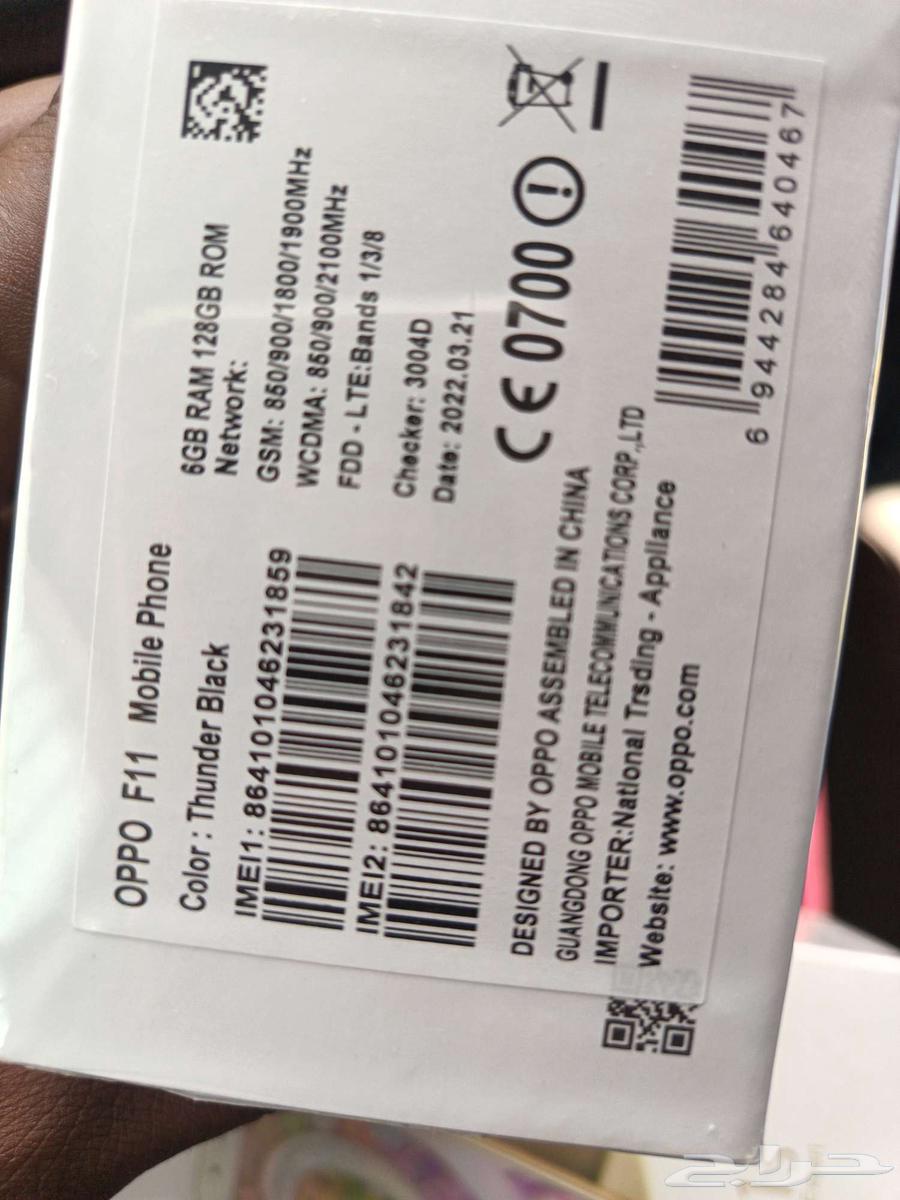 OPPO F11 Mobile Phone
Color : Thunder Black
6GB RAM 128GB ROM
Network:
GSM: 850/900/1800/1900MHz
WCDMA: 850/900/2100MHz
FDD - LTE:Bands 1/3/8
Checker: 3004D
Date: 2022.03.21
IMEI1: 864101046231859
IMEI2: 864101046231842
CE 0700
DESIGNED BY OPPO ASSEMBLED IN CHINA
GUANGDONG OPPO MOBILE TELECOMMUNICATIONS CORP.,LTD
IMPORTER:National Trsding - Appliance
Website: www.oppo.com
6 944284 640467
حراج